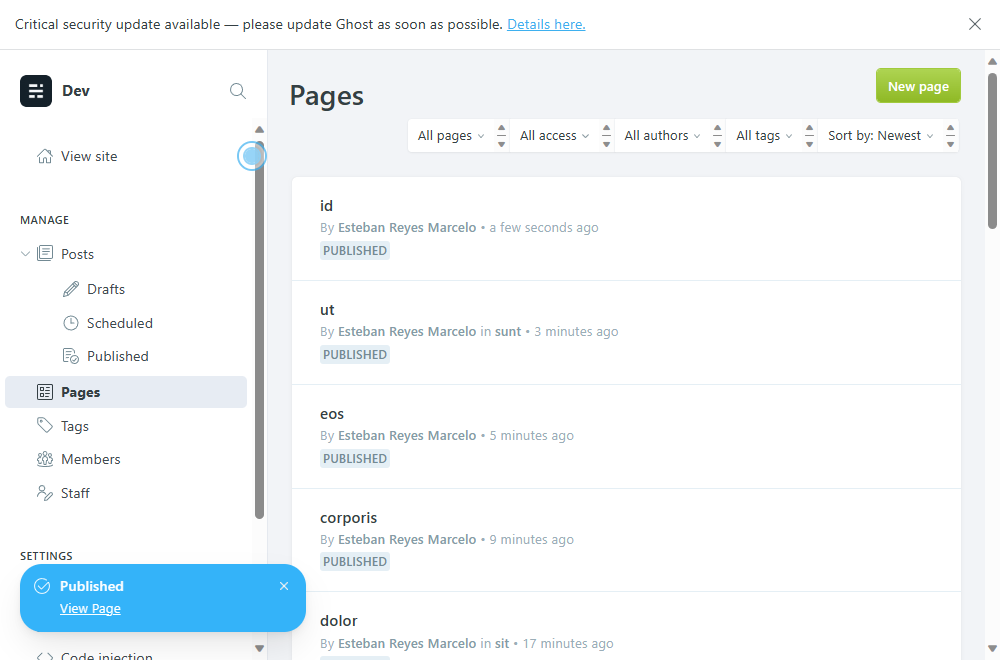 Critical security update available — please update Ghost as soon as possible. Details here.
Dev
View site
MANAGE
Posts
Drafts
Scheduled
Published
Pages
Tags
Members
Staff
SETTINGS
Published
View Page
Code injection
Pages
New page
All pages
All access
All authors
All tags
Sort by: Newest
id
By Esteban Reyes Marcelo • a few seconds ago
PUBLISHED
ut
By Esteban Reyes Marcelo in sunt • 3 minutes ago
PUBLISHED
eos
By Esteban Reyes Marcelo • 5 minutes ago
PUBLISHED
corporis
By Esteban Reyes Marcelo • 9 minutes ago
PUBLISHED
dolor
By Esteban Reyes Marcelo in sit • 17 minutes ago